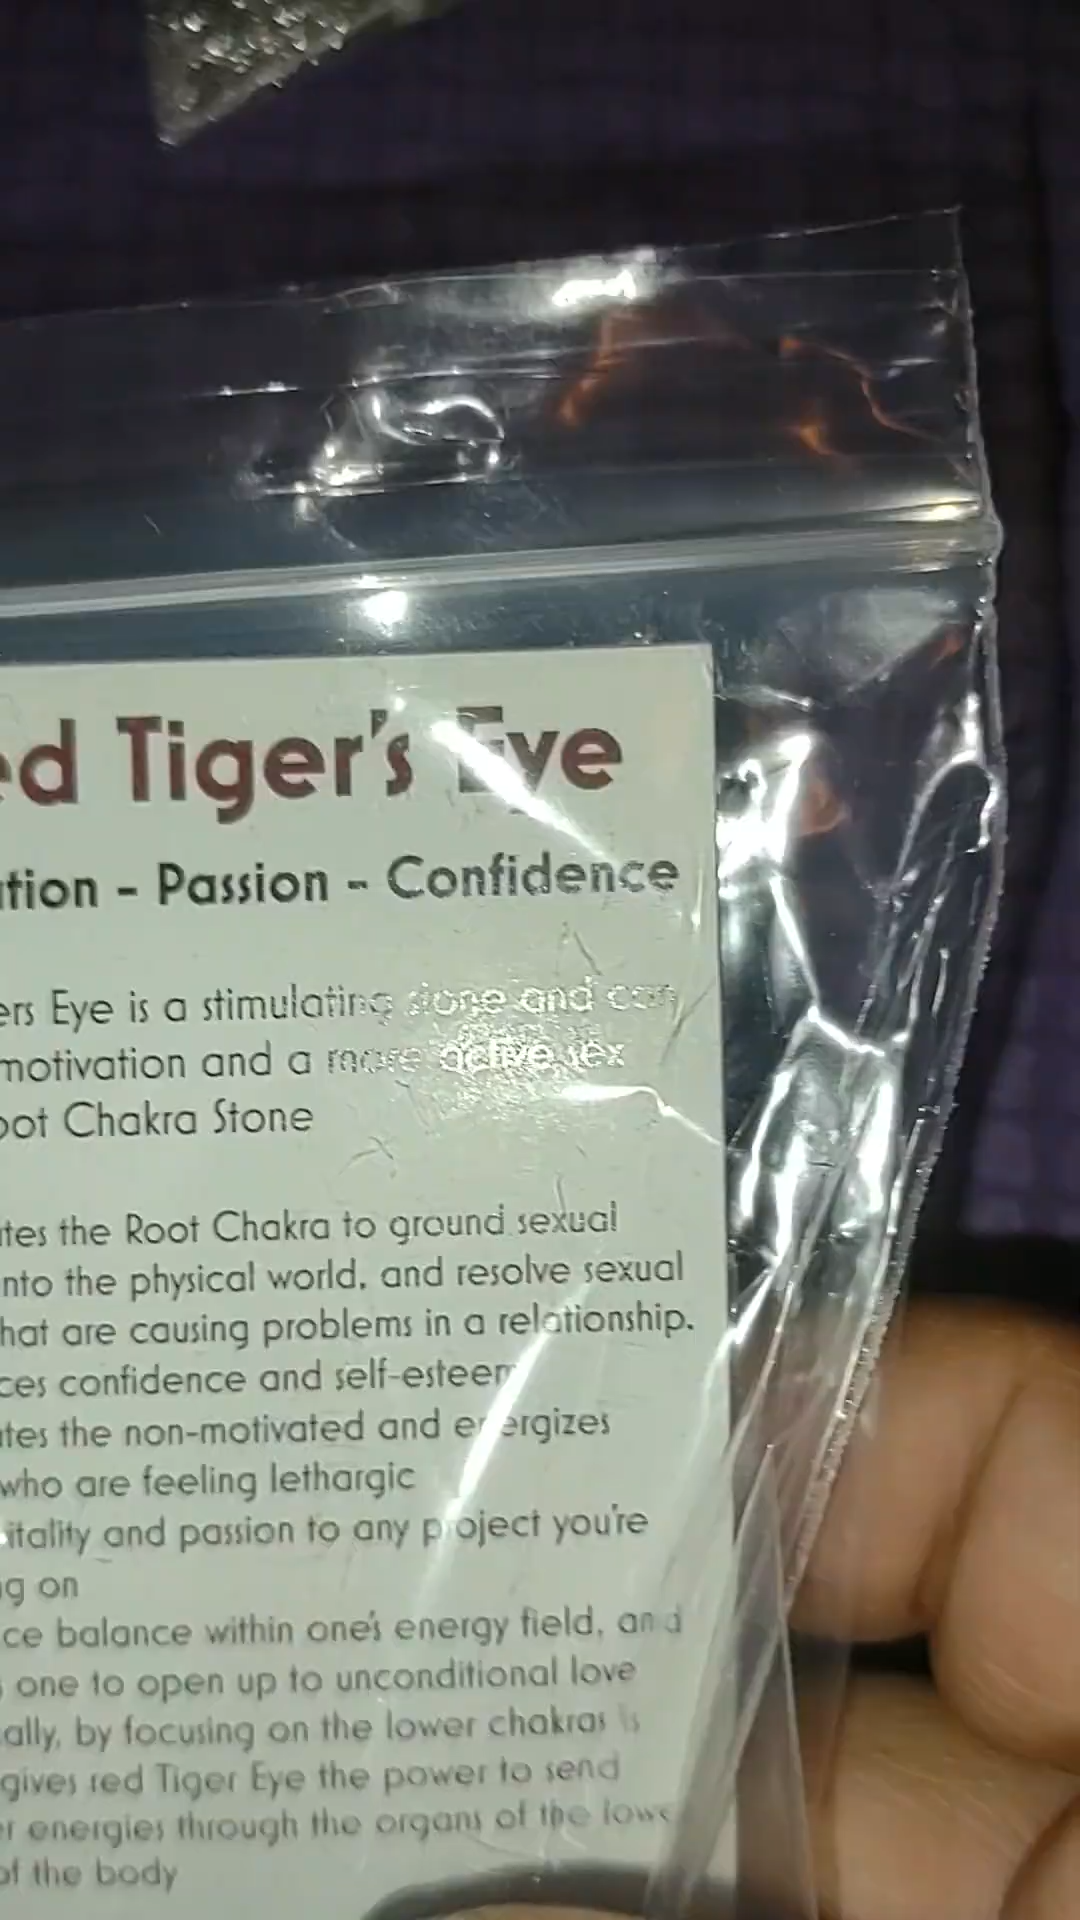 ed Tiger's Eye
tion - Passion - Confidence
ers Eye is a stimulating stone and can
motivation and a more active sex
oot Chakra Stone
tes the Root Chakra to ground sexual
nto the physical world, and resolve sexual
hat are causing problems in a relationship.
ces confidence and self-esteem
tes the non-motivated and energizes
who are feeling lethargic
itality and passion to any project you're
g on
ce balance within one's energy field, and
one to open up to unconditional love
ally, by focusing on the lower chakras is
gives red Tiger Eye the power to send
er energies through the organs of the lowe
of the body